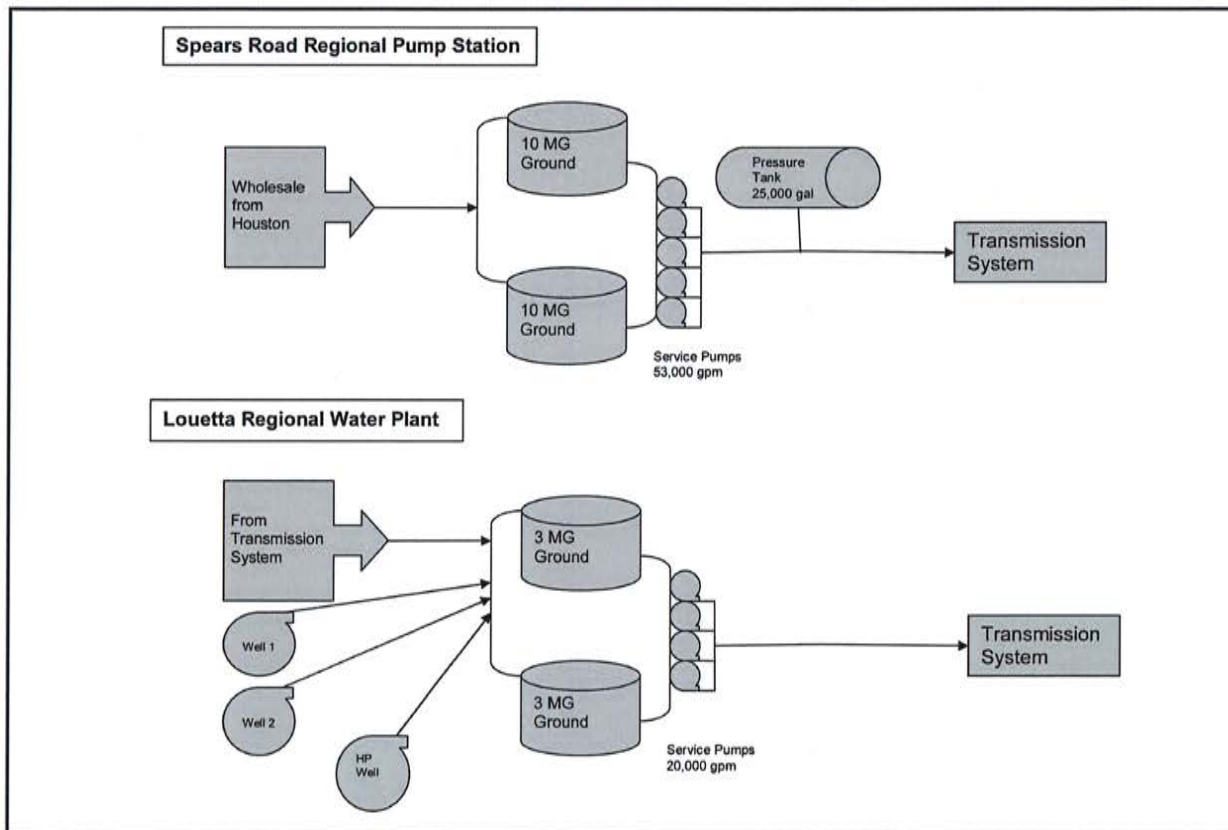 Spears Road Regional Pump Station
Wholesale
from
Houston
10 MG
Ground
10 MG
Ground
Pressure
Tank
25,000 gal
Transmission
System
Service Pumps
53,000 gpm
Louetta Regional Water Plant
From
Transmission
System
Well 1
Well 2
HP
Well
3 MG
Ground
3 MG
Ground
Service Pumps
20,000 gpm
Transmission
System